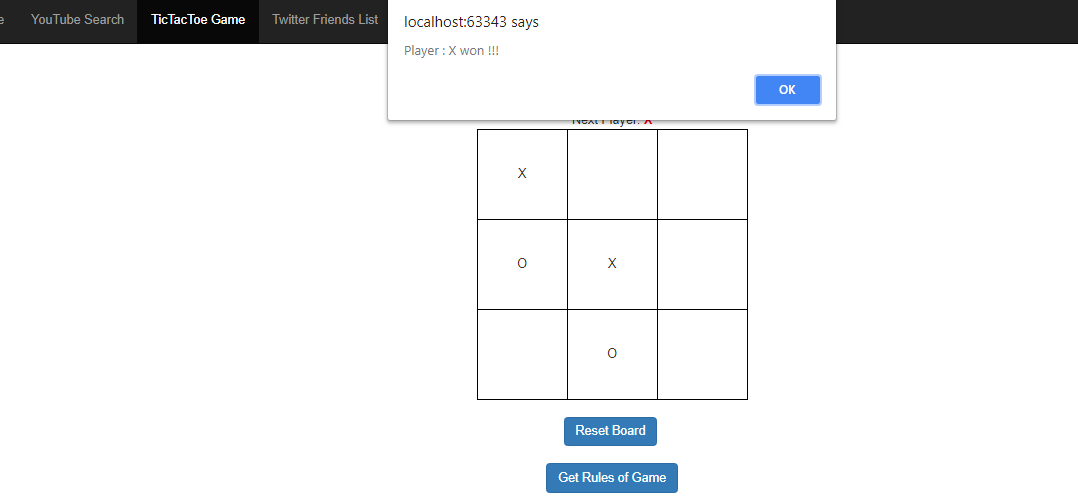 e YouTube Search TicTacToe Game Twitter Friends List
localhost:63343 says
Player : X won !!!
OK
Next Player: X
X
O X
O
Reset Board
Get Rules of Game